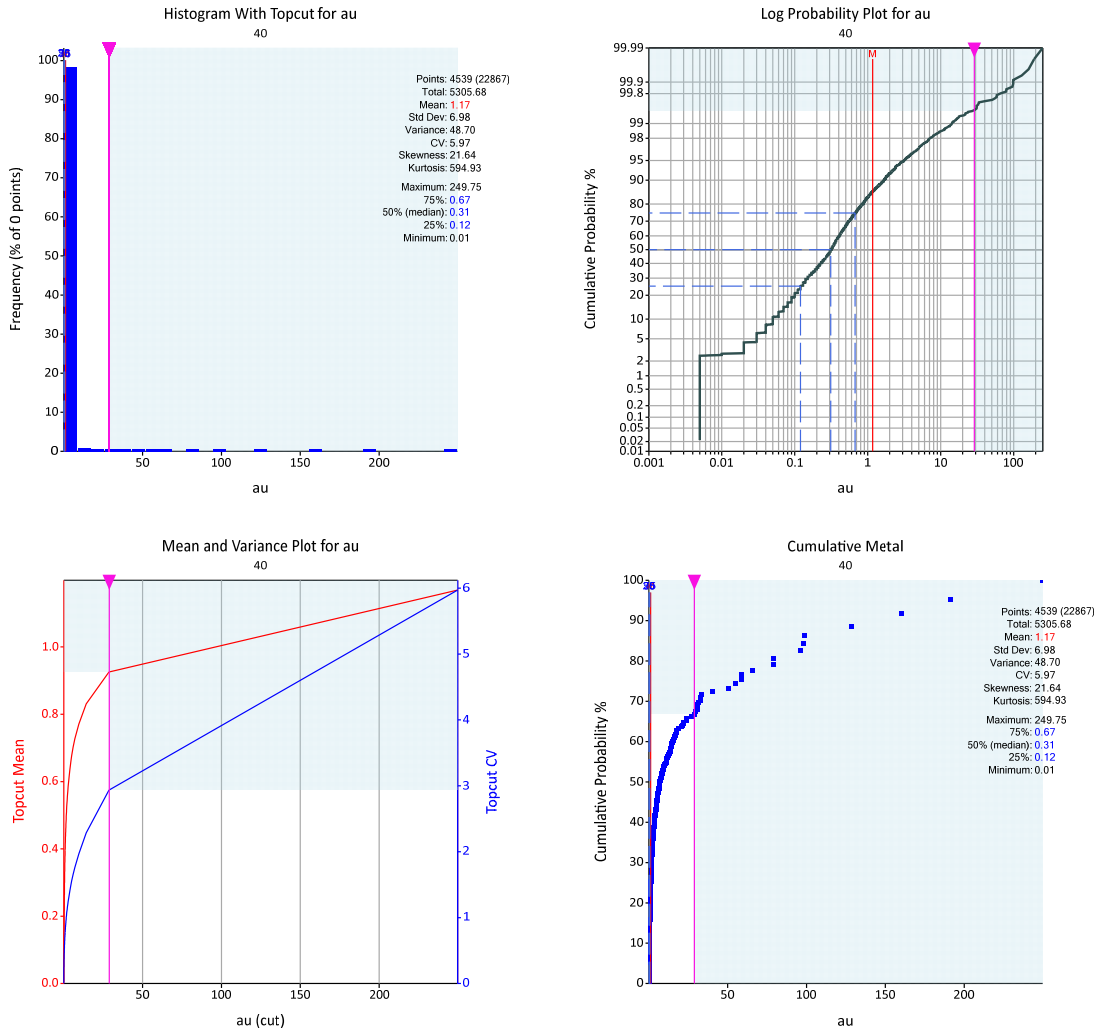 Histogram With Topcut for au
40
100
90
80
70
60
50
40
30
20
10
0
Frequency (% of 0 points)
Points: 4539 (22867)
Total: 5305.68
Mean: 1.17
Std Dev: 6.98
Variance: 48.70
CV: 5.97
Skewness: 21.64
Kurtosis: 594.93
Maximum: 249.75
75%: 0.67
50% (median): 0.31
25%: 0.12
Minimum: 0.01
50 100 150 200
au
Log Probability Plot for au
40
M
99.99
99.9
99.8
99
98
95
90
80
70
60
50
40
30
20
10
5
2
1
0.5
0.2
0.1
0.05
0.02
0.01
Cumulative Probability %
0.001 0.01 0.1 1 10 100
au
Mean and Variance Plot for au
40
1.0
0.8
0.6
0.4
0.2
0.0
Topcut Mean
6
5
4
3
2
1
0
Topcut CV
50 100 150 200
au (cut)
Cumulative Metal
40
100
90
80
70
60
50
40
30
20
10
0
Cumulative Probability %
Points: 4539 (22867)
Total: 5305.68
Mean: 1.17
Std Dev: 6.98
Variance: 48.70
CV: 5.97
Skewness: 21.64
Kurtosis: 594.93
Maximum: 249.75
75%: 0.67
50% (median): 0.31
25%: 0.12
Minimum: 0.01
50 100 150 200
au